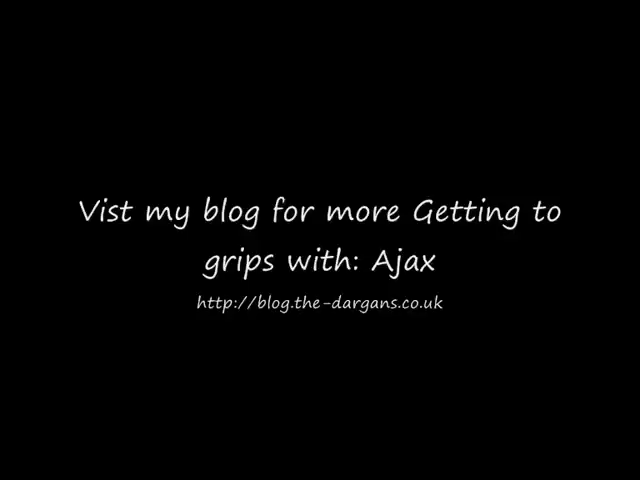 Vist my blog for more Getting to
grips with: Ajax
http://blog.the-dargans.co.uk